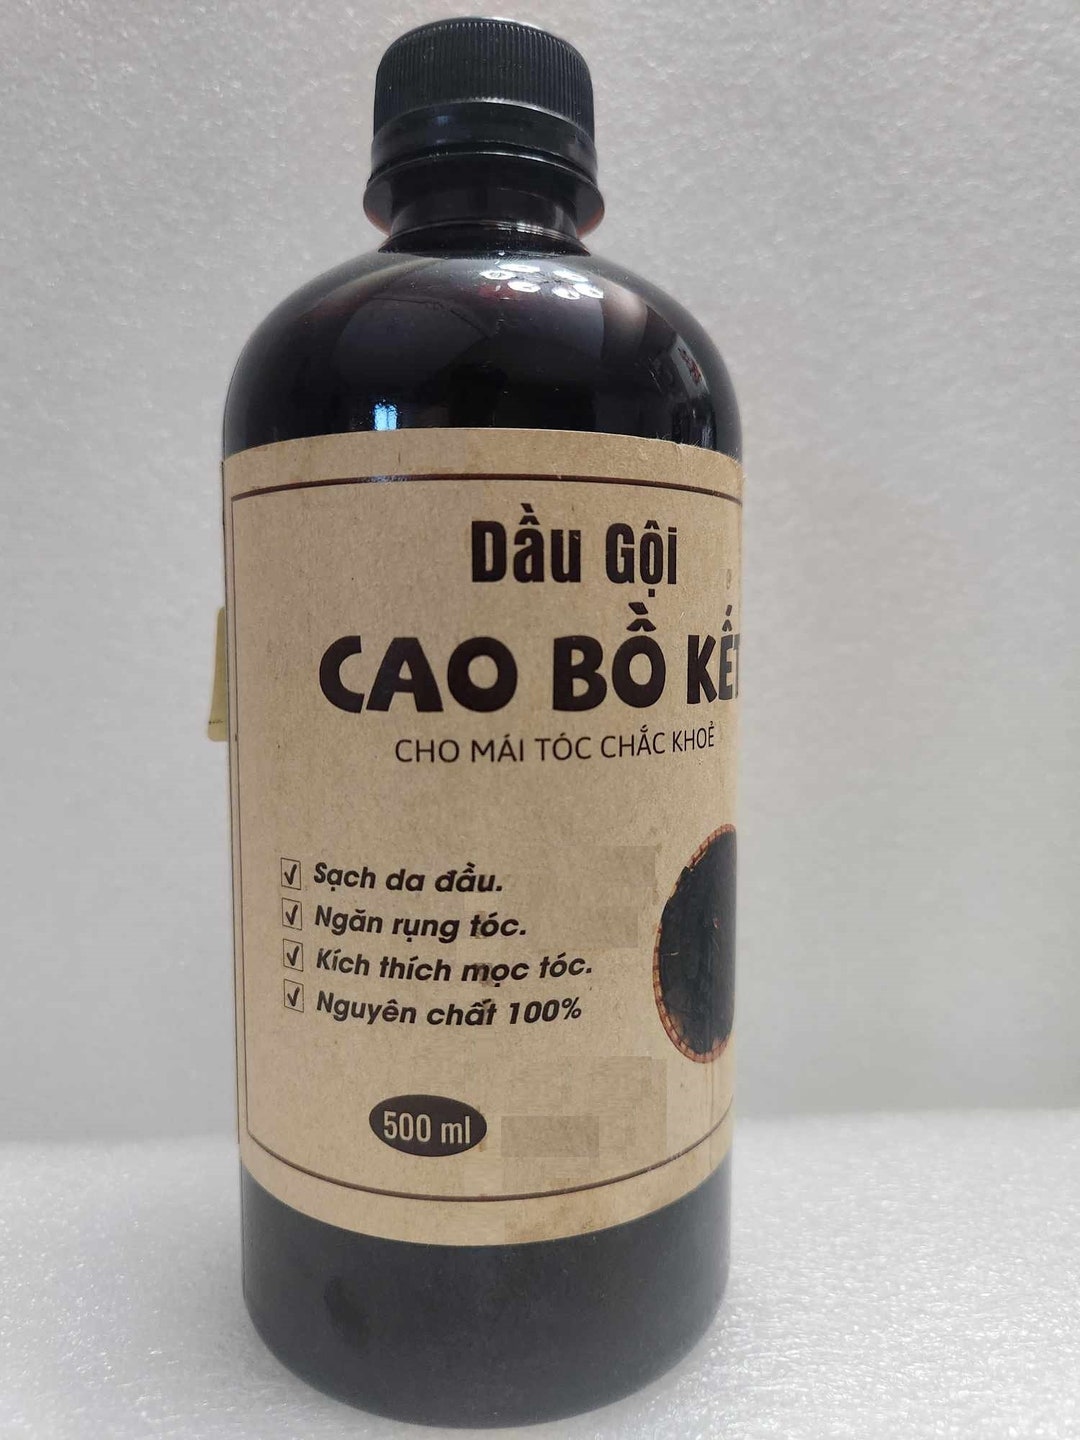 Dầu Gội
CAO BỒ KẾT
CHO MÁI TÓC CHẮC KHOẺ
Sạch da đầu.
Ngăn rụng tóc.
Kích thích mọc tóc.
Nguyên chất 100%
500 ml